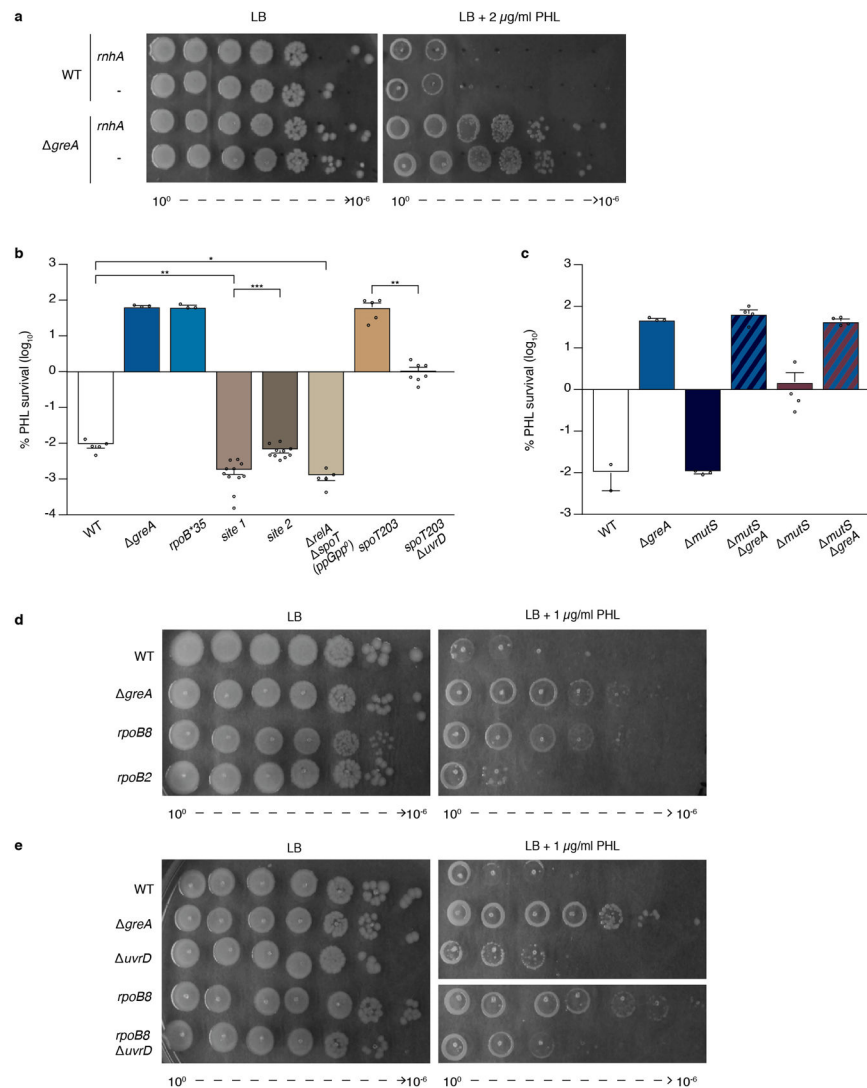 a
LB
LB + 2 µg/ml PHL
WT
rnhA
-
ΔgreA
rnhA
-
10⁰ 10⁻⁶
10⁰ 10⁻⁶
b
% PHL survival (log₁₀)
3
2
1
0
-1
-2
-3
-4
*
**
***
**
WT
ΔgreA
rpoB*35
site 1
site 2
ΔrelA
ΔspoT
(ppGpp⁰)
spoT203
spoT203
ΔuvrD
c
% PHL survival (log₁₀)
3
2
1
0
-1
-2
-3
WT
ΔgreA
ΔmutS
ΔmutS
ΔgreA
ΔmutS
ΔmutS
ΔgreA
d
LB
LB + 1 µg/ml PHL
WT
ΔgreA
rpoB8
rpoB2
10⁰ 10⁻⁶
10⁰ 10⁻⁶
e
LB
LB + 1 µg/ml PHL
WT
ΔgreA
ΔuvrD
rpoB8
rpoB8
ΔuvrD
10⁰ 10⁻⁶
10⁰ 10⁻⁶